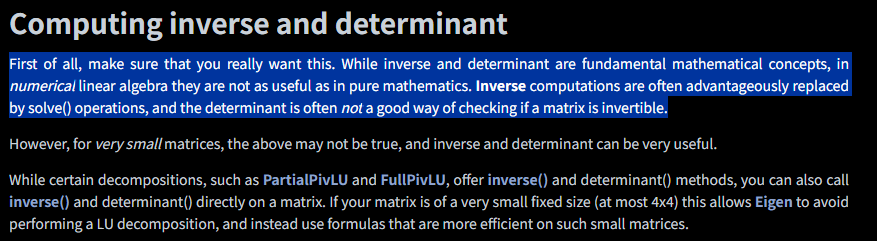 Computing inverse and determinant
First of all, make sure that you really want this. While inverse and determinant are fundamental mathematical concepts, in
numerical linear algebra they are not as useful as in pure mathematics. Inverse computations are often advantageously replaced
by solve() operations, and the determinant is often not a good way of checking if a matrix is invertible.
However, for very small matrices, the above may not be true, and inverse and determinant can be very useful.
While certain decompositions, such as PartialPivLU and FullPivLU, offer inverse() and determinant() methods, you can also call
inverse() and determinant() directly on a matrix. If your matrix is of a very small fixed size (at most 4x4) this allows Eigen to avoid
performing a LU decomposition, and instead use formulas that are more efficient on such small matrices.